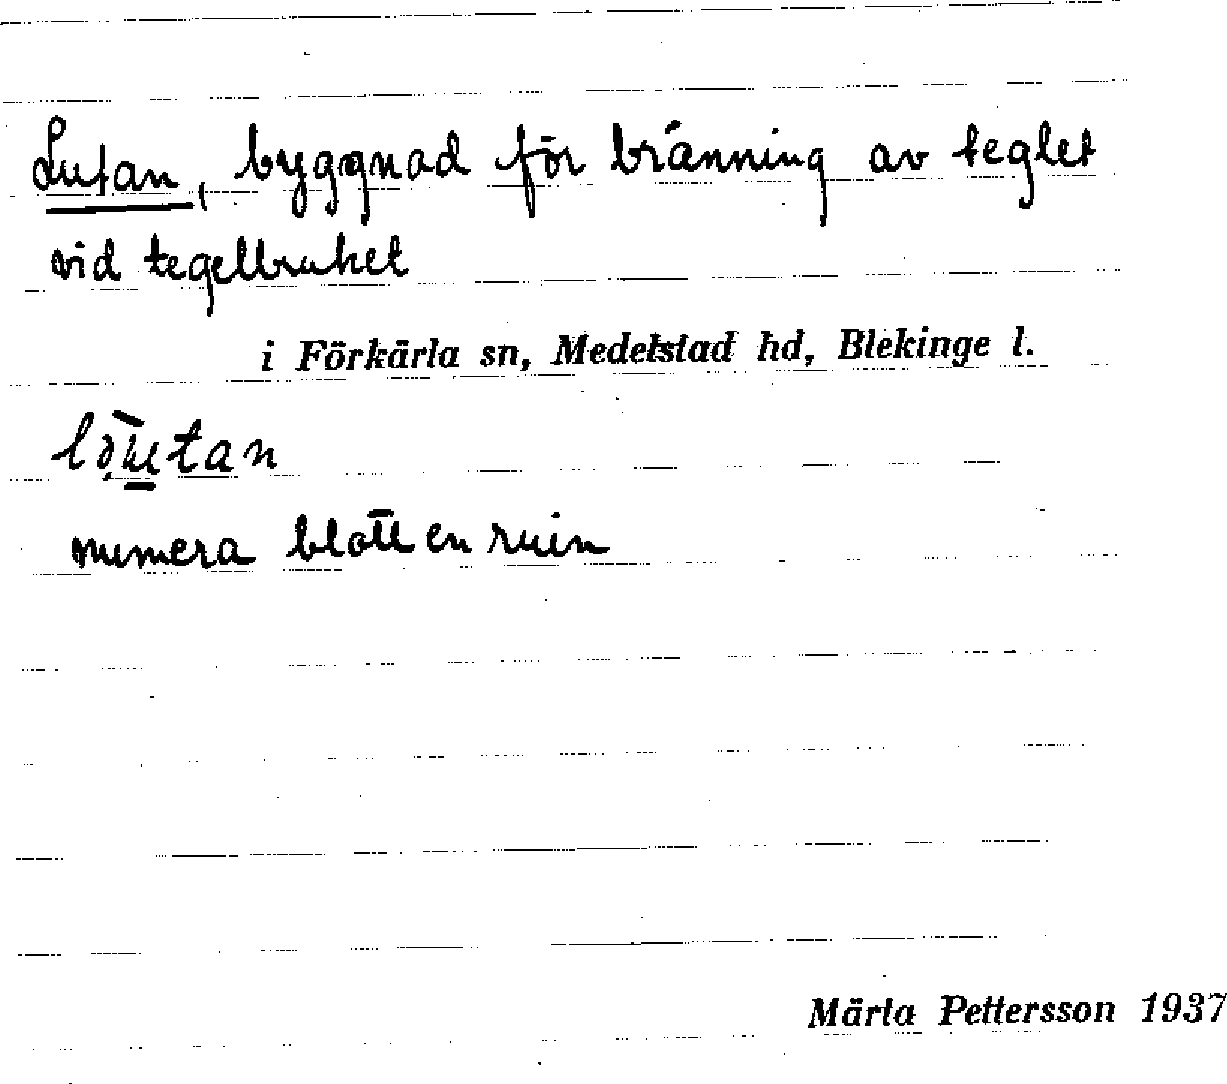 Lutan, byggnad för bränning av teglet
vid tegelbruket
i Förkärla sn, Medelstad hd, Blekinge l.
numera blott en ruin
Märta Pettersson 1937